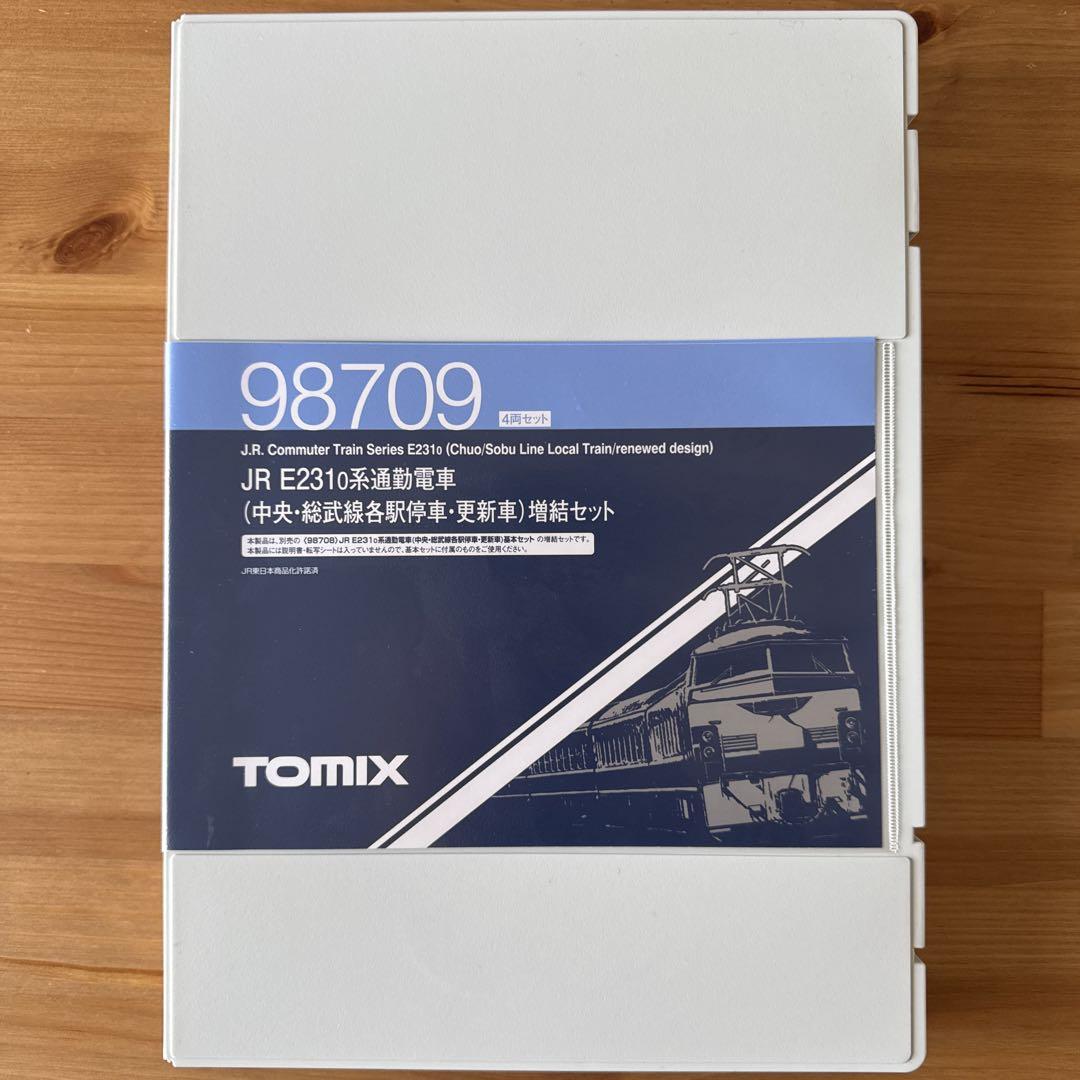 98709
4両セット
J.R. Commuter Train Series E2310 (Chuo/Sobu Line Local Train/renewed design)
JR E2310系通勤電車
(中央・総武線各駅停車・更新車)増結セット
本製品は、別売の〈98708〉JR E2310系通勤電車(中央・総武線各駅停車・更新車)基本セット の増結セットです。
本製品には説明書・転写シートは入っていませんので、基本セットに付属のものをご使用ください。
JR東日本商品化許諾済
TOMIX